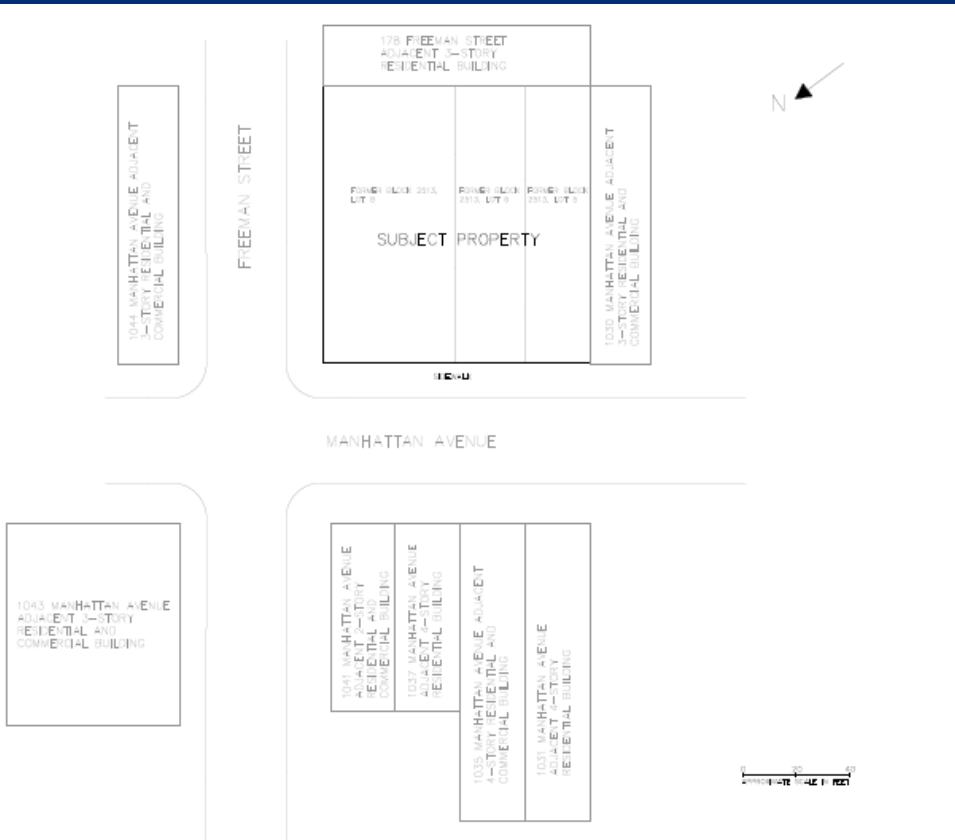 178 FREEMAN STREET
ADJACENT 3-STORY
RESIDENTIAL BUILDING
N
1044 MANHATTAN AVENUE ADJACENT
3-STORY RESIDENTIAL AND
COMMERCIAL BUILDING
FREEMAN STREET
FORMER BLOCK 2513,
LOT 8
FORMER BLOCK
2513, LOT 8
FORMER BLOCK
2513, LOT 8
SUBJECT PROPERTY
1030 MANHATTAN AVENUE ADJACENT
3-STORY RESIDENTIAL AND
COMMERCIAL BUILDING
SIDEWALK
MANHATTAN AVENUE
1043 MANHATTAN AVENUE
ADJACENT 3-STORY
RESIDENTIAL AND
COMMERCIAL BUILDING
1041 MANHATTAN AVENUE
ADJACENT 2-STORY
RESIDENTIAL AND
COMMERCIAL BUILDING
1037 MANHATTAN AVENUE
ADJACENT 4-STORY
RESIDENTIAL BUILDING
1035 MANHATTAN AVENUE ADJACENT
4-STORY RESIDENTIAL AND
COMMERCIAL BUILDING
1031 MANHATTAN AVENUE
ADJACENT 4-STORY
RESIDENTIAL BUILDING
0 20 40
APPROXIMATE SCALE IN FEET